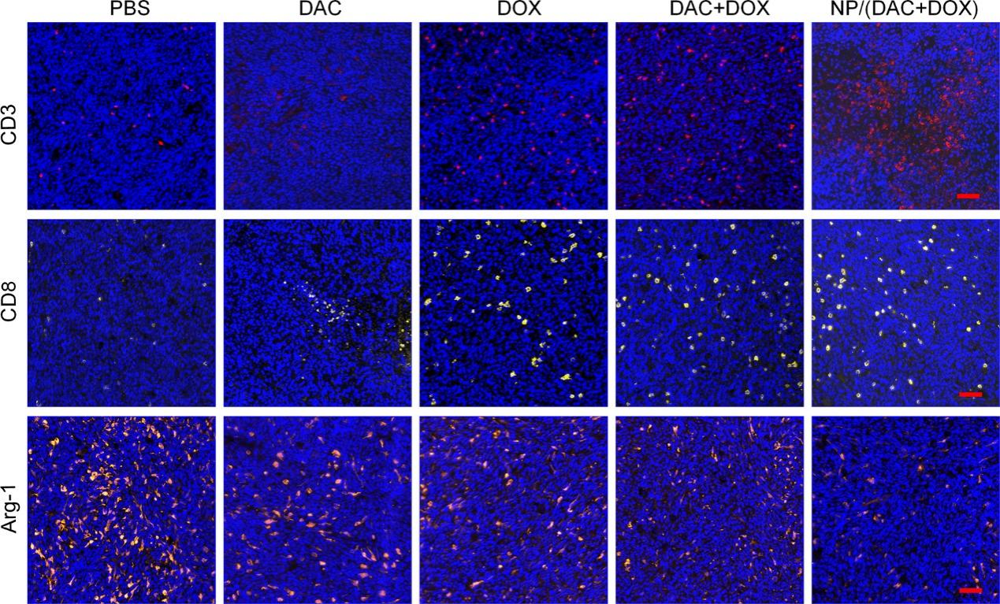 PBS DAC DOX DAC+DOX NP/(DAC+DOX)
CD3
CD8
Arg-1